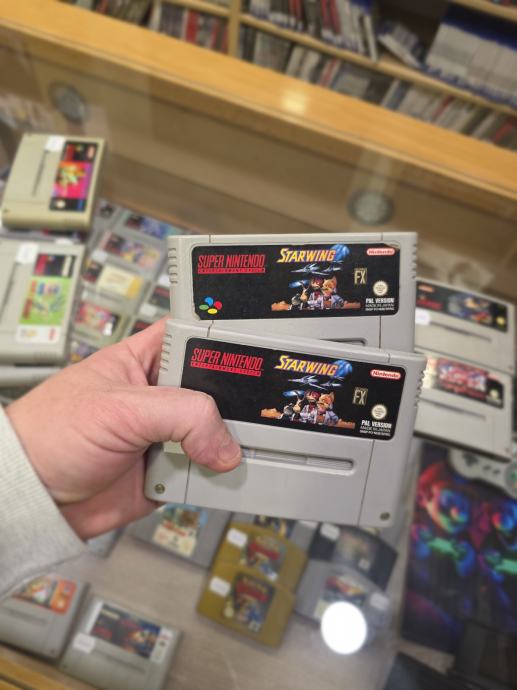 SUPER NINTENDO
ENTERTAINMENT SYSTEM
STARWING
Nintendo
FX
PAL VERSION
MADE IN JAPAN
SUPER NINTENDO
ENTERTAINMENT SYSTEM
STARWING
Nintendo
FX
PAL VERSION
MADE IN JAPAN